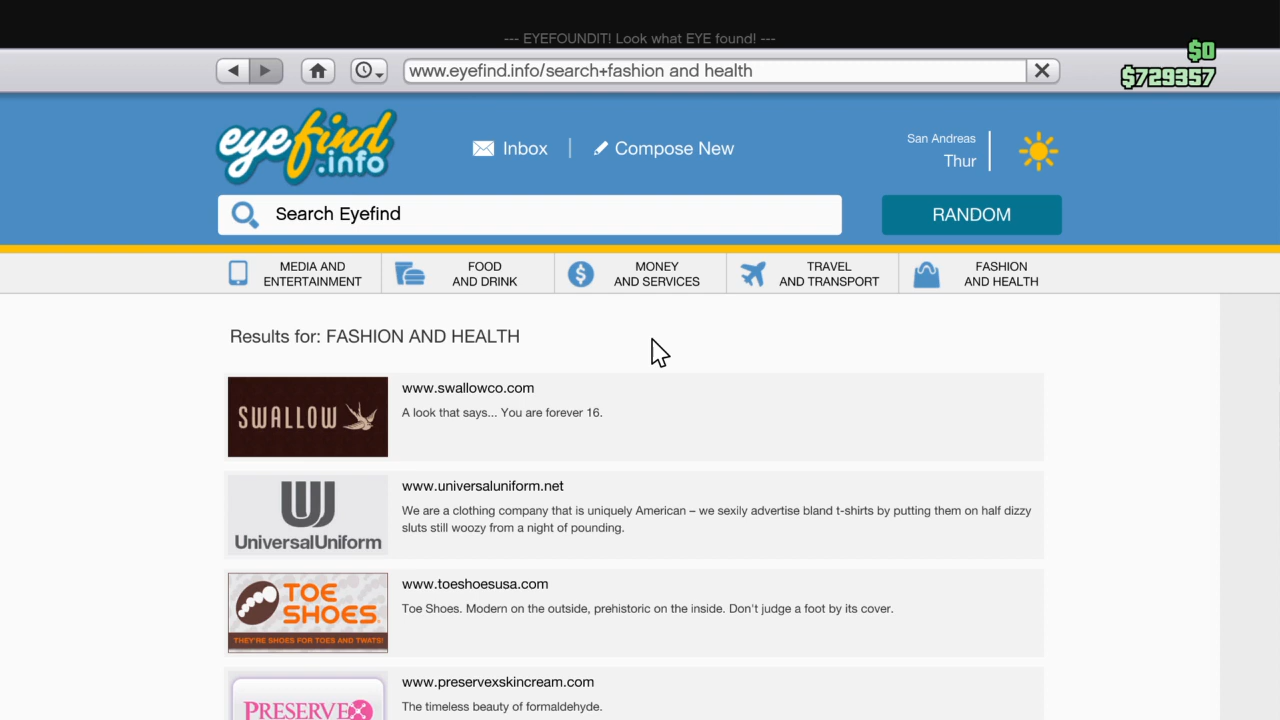 --- EYEFOUNDIT! Look what EYE found! ---
$0
www.eyefind.info/search+fashion and health
$729357
eyefind
.info
Inbox
Compose New
San Andreas
Thur
Search Eyefind
RANDOM
MEDIA AND
ENTERTAINMENT
FOOD
AND DRINK
MONEY
AND SERVICES
TRAVEL
AND TRANSPORT
FASHION
AND HEALTH
Results for: FASHION AND HEALTH
SWALLOW
www.swallowco.com
A look that says... You are forever 16.
UniversalUniform
www.universaluniform.net
We are a clothing company that is uniquely American – we sexily advertise bland t-shirts by putting them on half dizzy
sluts still woozy from a night of pounding.
TOE
SHOES.
THEY'RE SHOES FOR TOES AND TWATS!
www.toeshoesusa.com
Toe Shoes. Modern on the outside, prehistoric on the inside. Don't judge a foot by its cover.
PRESERVEX
www.preservexskincream.com
The timeless beauty of formaldehyde.